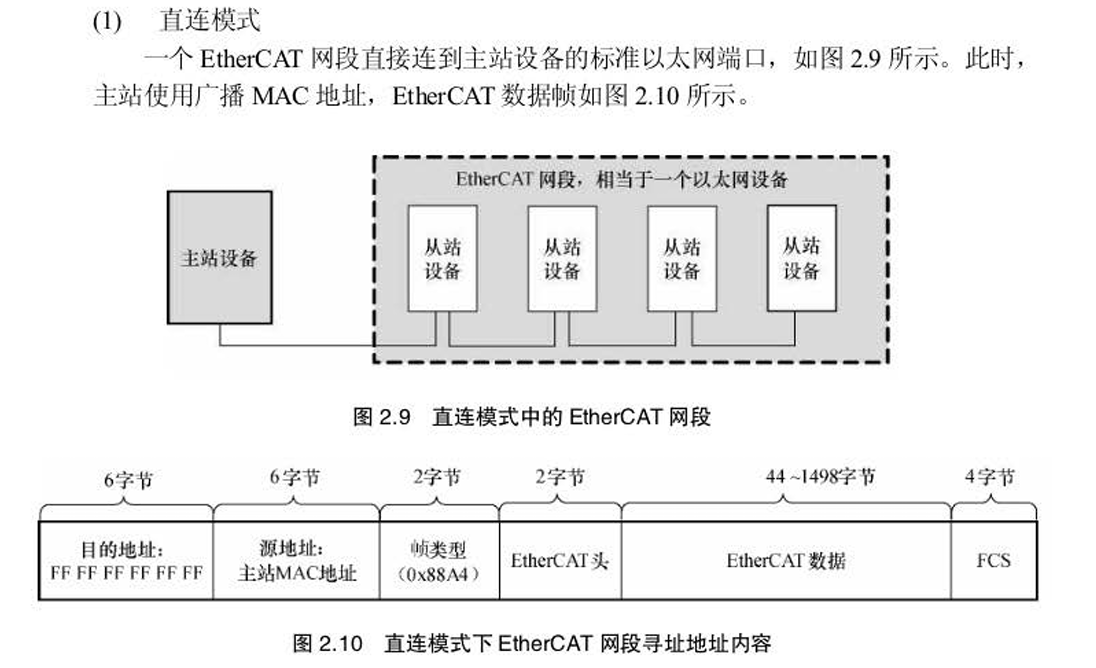 (1) 直连模式
一个 EtherCAT 网段直接连到主站设备的标准以太网端口，如图 2.9 所示。此时，
主站使用广播 MAC 地址，EtherCAT 数据帧如图 2.10 所示。
EtherCAT 网段，相当于一个以太网设备
主站设备
从站
设备
从站
设备
从站
设备
从站
设备
图 2.9 直连模式中的 EtherCAT 网段
6字节 6字节 2字节 2字节 44~1498字节 4字节
目的地址：
FF FF FF FF FF FF
源地址：
主站MAC地址
帧类型
（0x88A4）
EtherCAT头
EtherCAT数据
FCS
图 2.10 直连模式下 EtherCAT 网段寻址地址内容